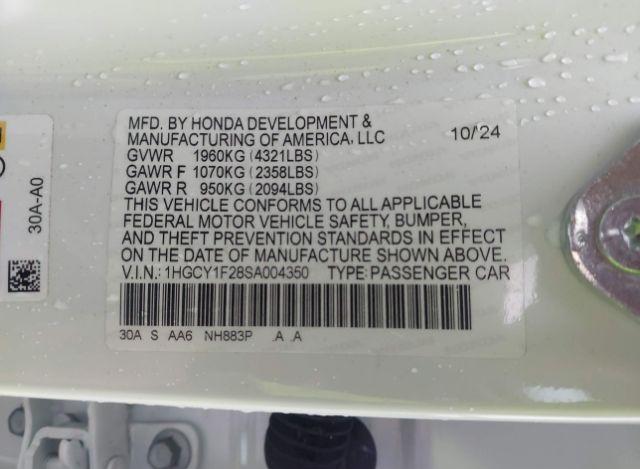 MFD. BY HONDA DEVELOPMENT &
MANUFACTURING OF AMERICA, LLC 10/24
GVWR 1960KG (4321LBS)
GAWR F 1070KG (2358LBS)
GAWR R 950KG (2094LBS)
THIS VEHICLE CONFORMS TO ALL APPLICABLE
FEDERAL MOTOR VEHICLE SAFETY, BUMPER,
AND THEFT PREVENTION STANDARDS IN EFFECT
ON THE DATE OF MANUFACTURE SHOWN ABOVE.
V.I.N.: 1HGCY1F28SA004350 TYPE: PASSENGER CAR
30A S AA6 NH883P .A .A
30A-A0